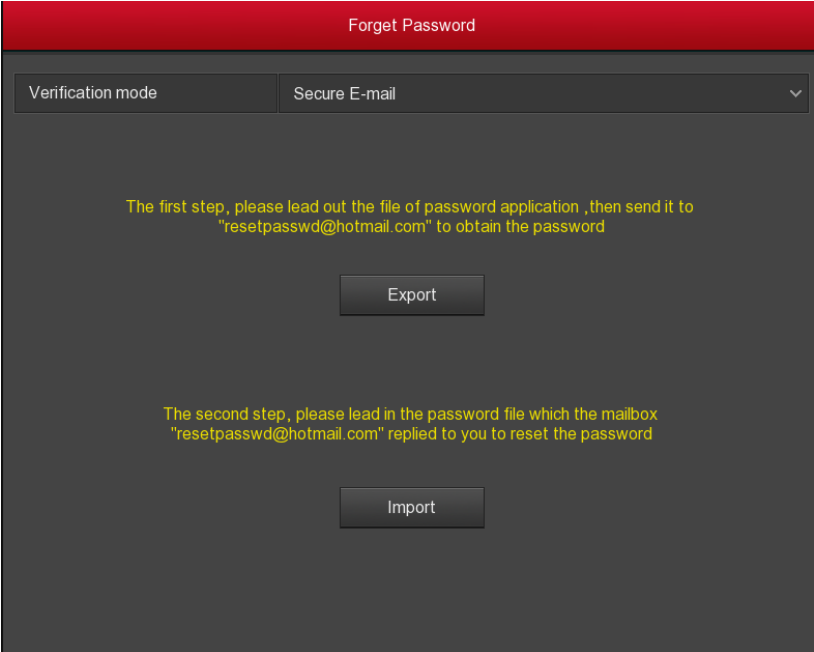 Forget Password
Verification mode
Secure E-mail
The first step, please lead out the file of password application ,then send it to
"resetpasswd@hotmail.com" to obtain the password
Export
The second step, please lead in the password file which the mailbox
"resetpasswd@hotmail.com" replied to you to reset the password
Import